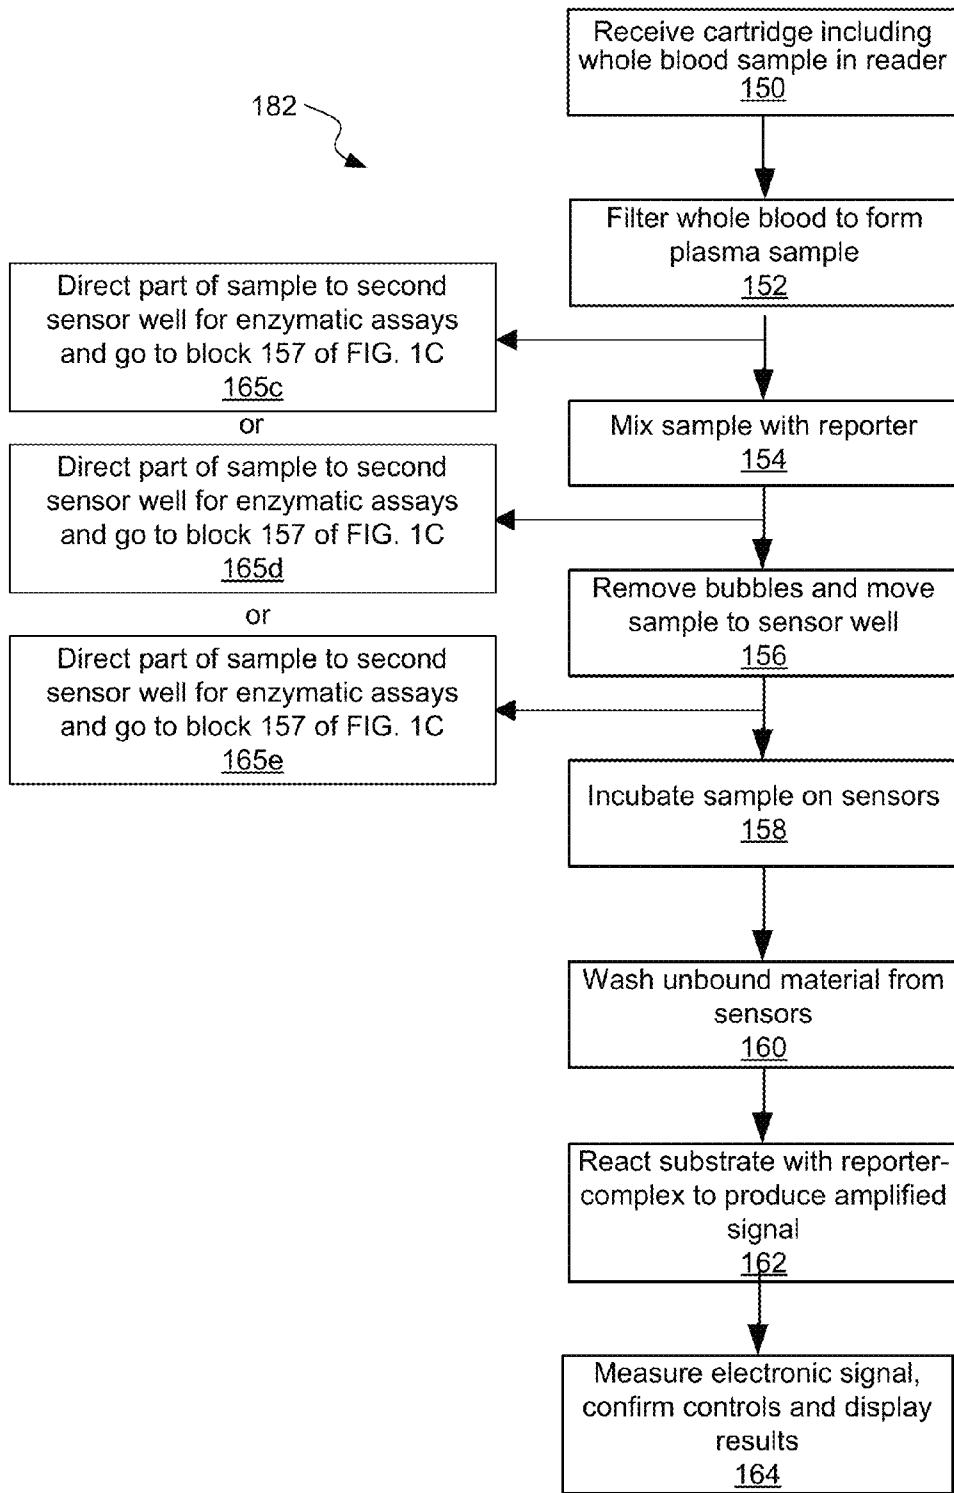 Receive cartridge including
whole blood sample in reader
150
182
Filter whole blood to form
plasma sample
152
Direct part of sample to second
sensor well for enzymatic assays
and go to block 157 of FIG. 1C
165c
or
Mix sample with reporter
154
Direct part of sample to second
sensor well for enzymatic assays
and go to block 157 of FIG. 1C
165d
or
Remove bubbles and move
sample to sensor well
156
Direct part of sample to second
sensor well for enzymatic assays
and go to block 157 of FIG. 1C
165e
Incubate sample on sensors
158
Wash unbound material from
sensors
160
React substrate with reporter-
complex to produce amplified
signal
162
Measure electronic signal,
confirm controls and display
results
164